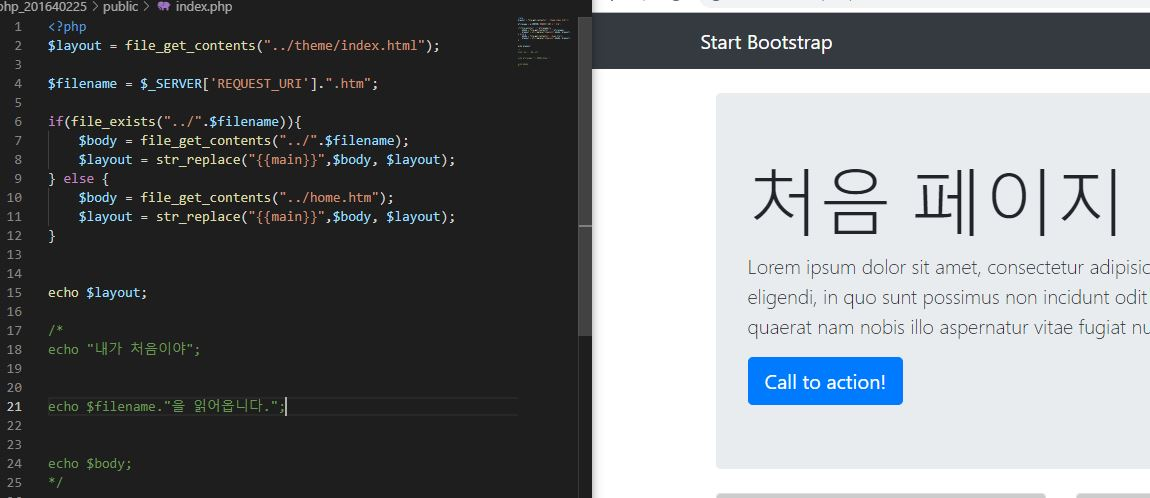 php_201640225 > public > index.php
1 <?php
2 $layout = file_get_contents("../theme/index.html");
3
4 $filename = $_SERVER['REQUEST_URI'].".htm";
5
6 if(file_exists("../".$filename)){
7 $body = file_get_contents("../".$filename);
8 $layout = str_replace("{{main}}",$body, $layout);
9 } else {
10 $body = file_get_contents("../home.htm");
11 $layout = str_replace("{{main}}",$body, $layout);
12 }
13
14
15 echo $layout;
16
17 /*
18 echo "내가 처음이야";
19
20
21 echo $filename."을 읽어옵니다.";
22
23
24 echo $body;
25 */
Start Bootstrap
처음 페이지
Lorem ipsum dolor sit amet, consectetur adipisic
eligendi, in quo sunt possimus non incidunt odit
quaerat nam nobis illo aspernatur vitae fugiat nu
Call to action!